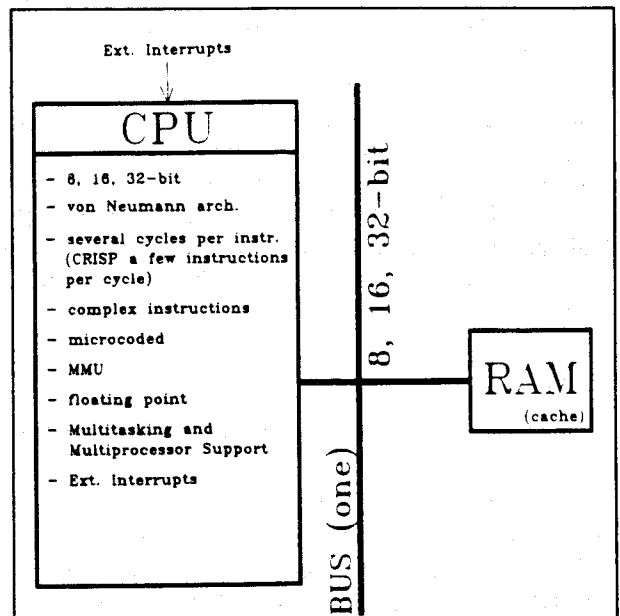 Ext. Interrupts
CPU
- 8, 16, 32-bit
- von Neumann arch.
- several cycles per instr.
(CRISP a few instructions
per cycle)
- complex instructions
- microcoded
- MMU
- floating point
- Multitasking and
Multiprocessor Support
- Ext. Interrupts
BUS (one)
8, 16, 32-bit
RAM
(cache)